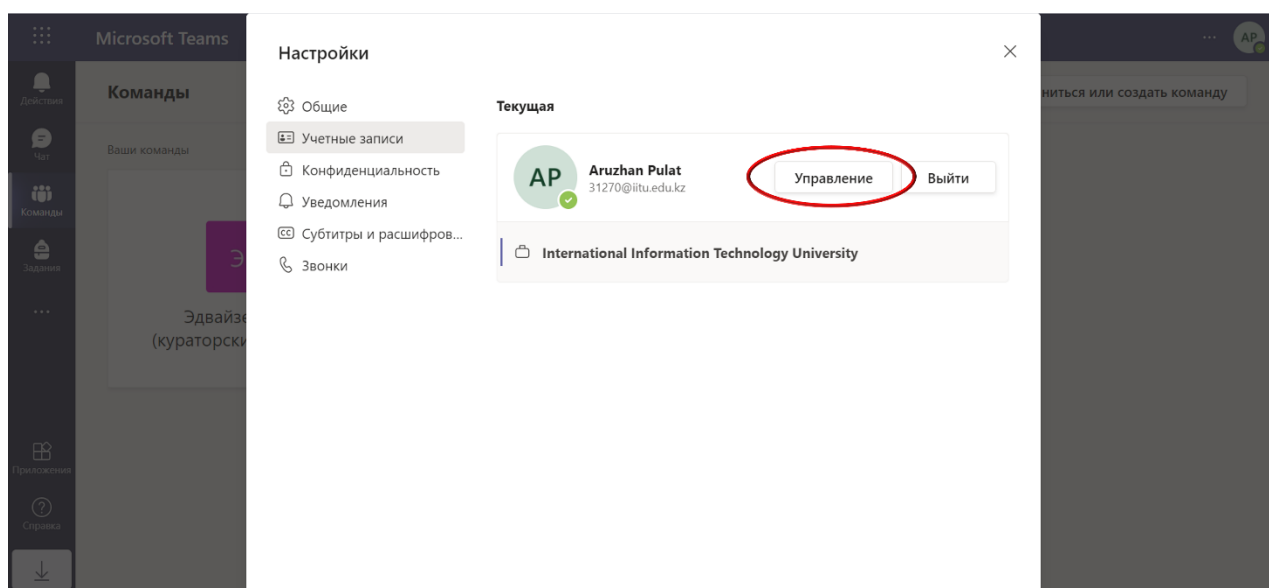 Microsoft Teams
AP
Действия
Чат
Команды
Задания
Приложения
Справка
Команды
ниться или создать команду
Ваши команды
Э
Эдвайзе
(кураторски
Настройки
Общие
Учетные записи
Конфиденциальность
Уведомления
CC Субтитры и расшифров...
Звонки
Текущая
AP
Aruzhan Pulat
31270@iitu.edu.kz
Управление
Выйти
International Information Technology University